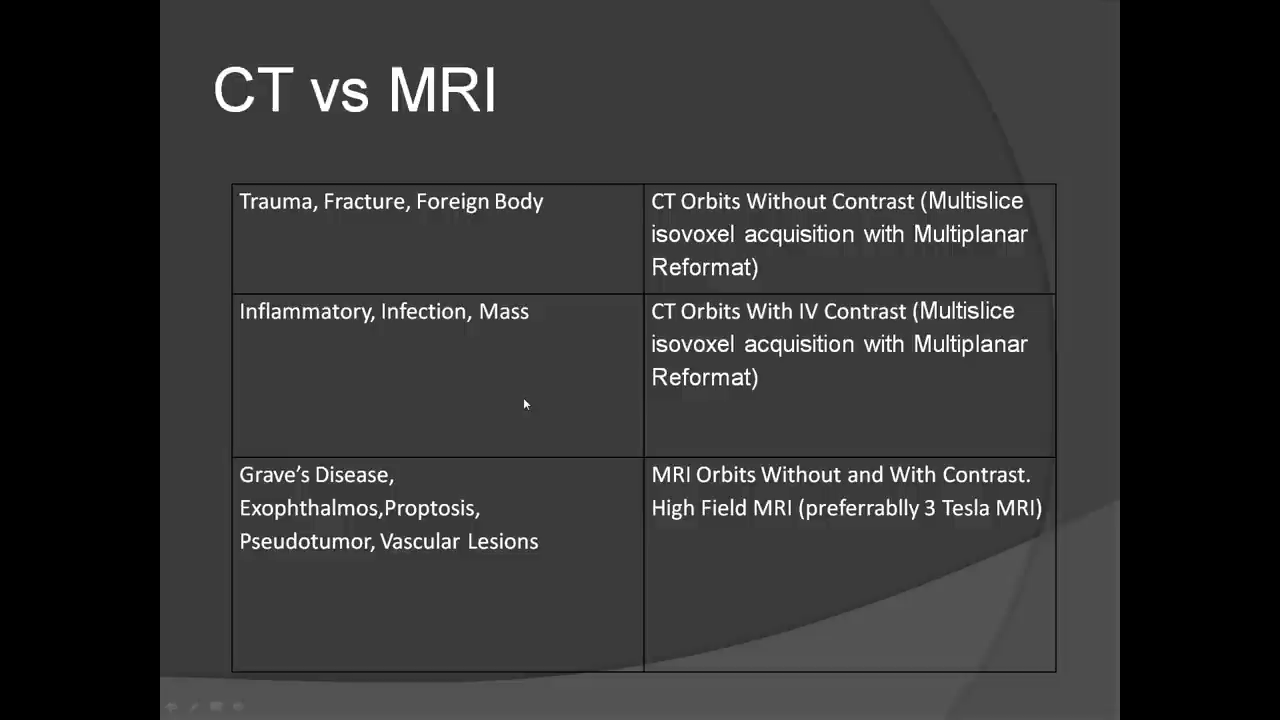 CT vs MRI
Trauma, Fracture, Foreign Body
CT Orbits Without Contrast (Multislice
isovoxel acquisition with Multiplanar
Reformat)
Inflammatory, Infection, Mass
CT Orbits With IV Contrast (Multislice
isovoxel acquisition with Multiplanar
Reformat)
Grave’s Disease,
Exophthalmos,Proptosis,
Pseudotumor, Vascular Lesions
MRI Orbits Without and With Contrast.
High Field MRI (preferrablly 3 Tesla MRI)